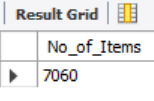 Result Grid
No_of_Items
7060